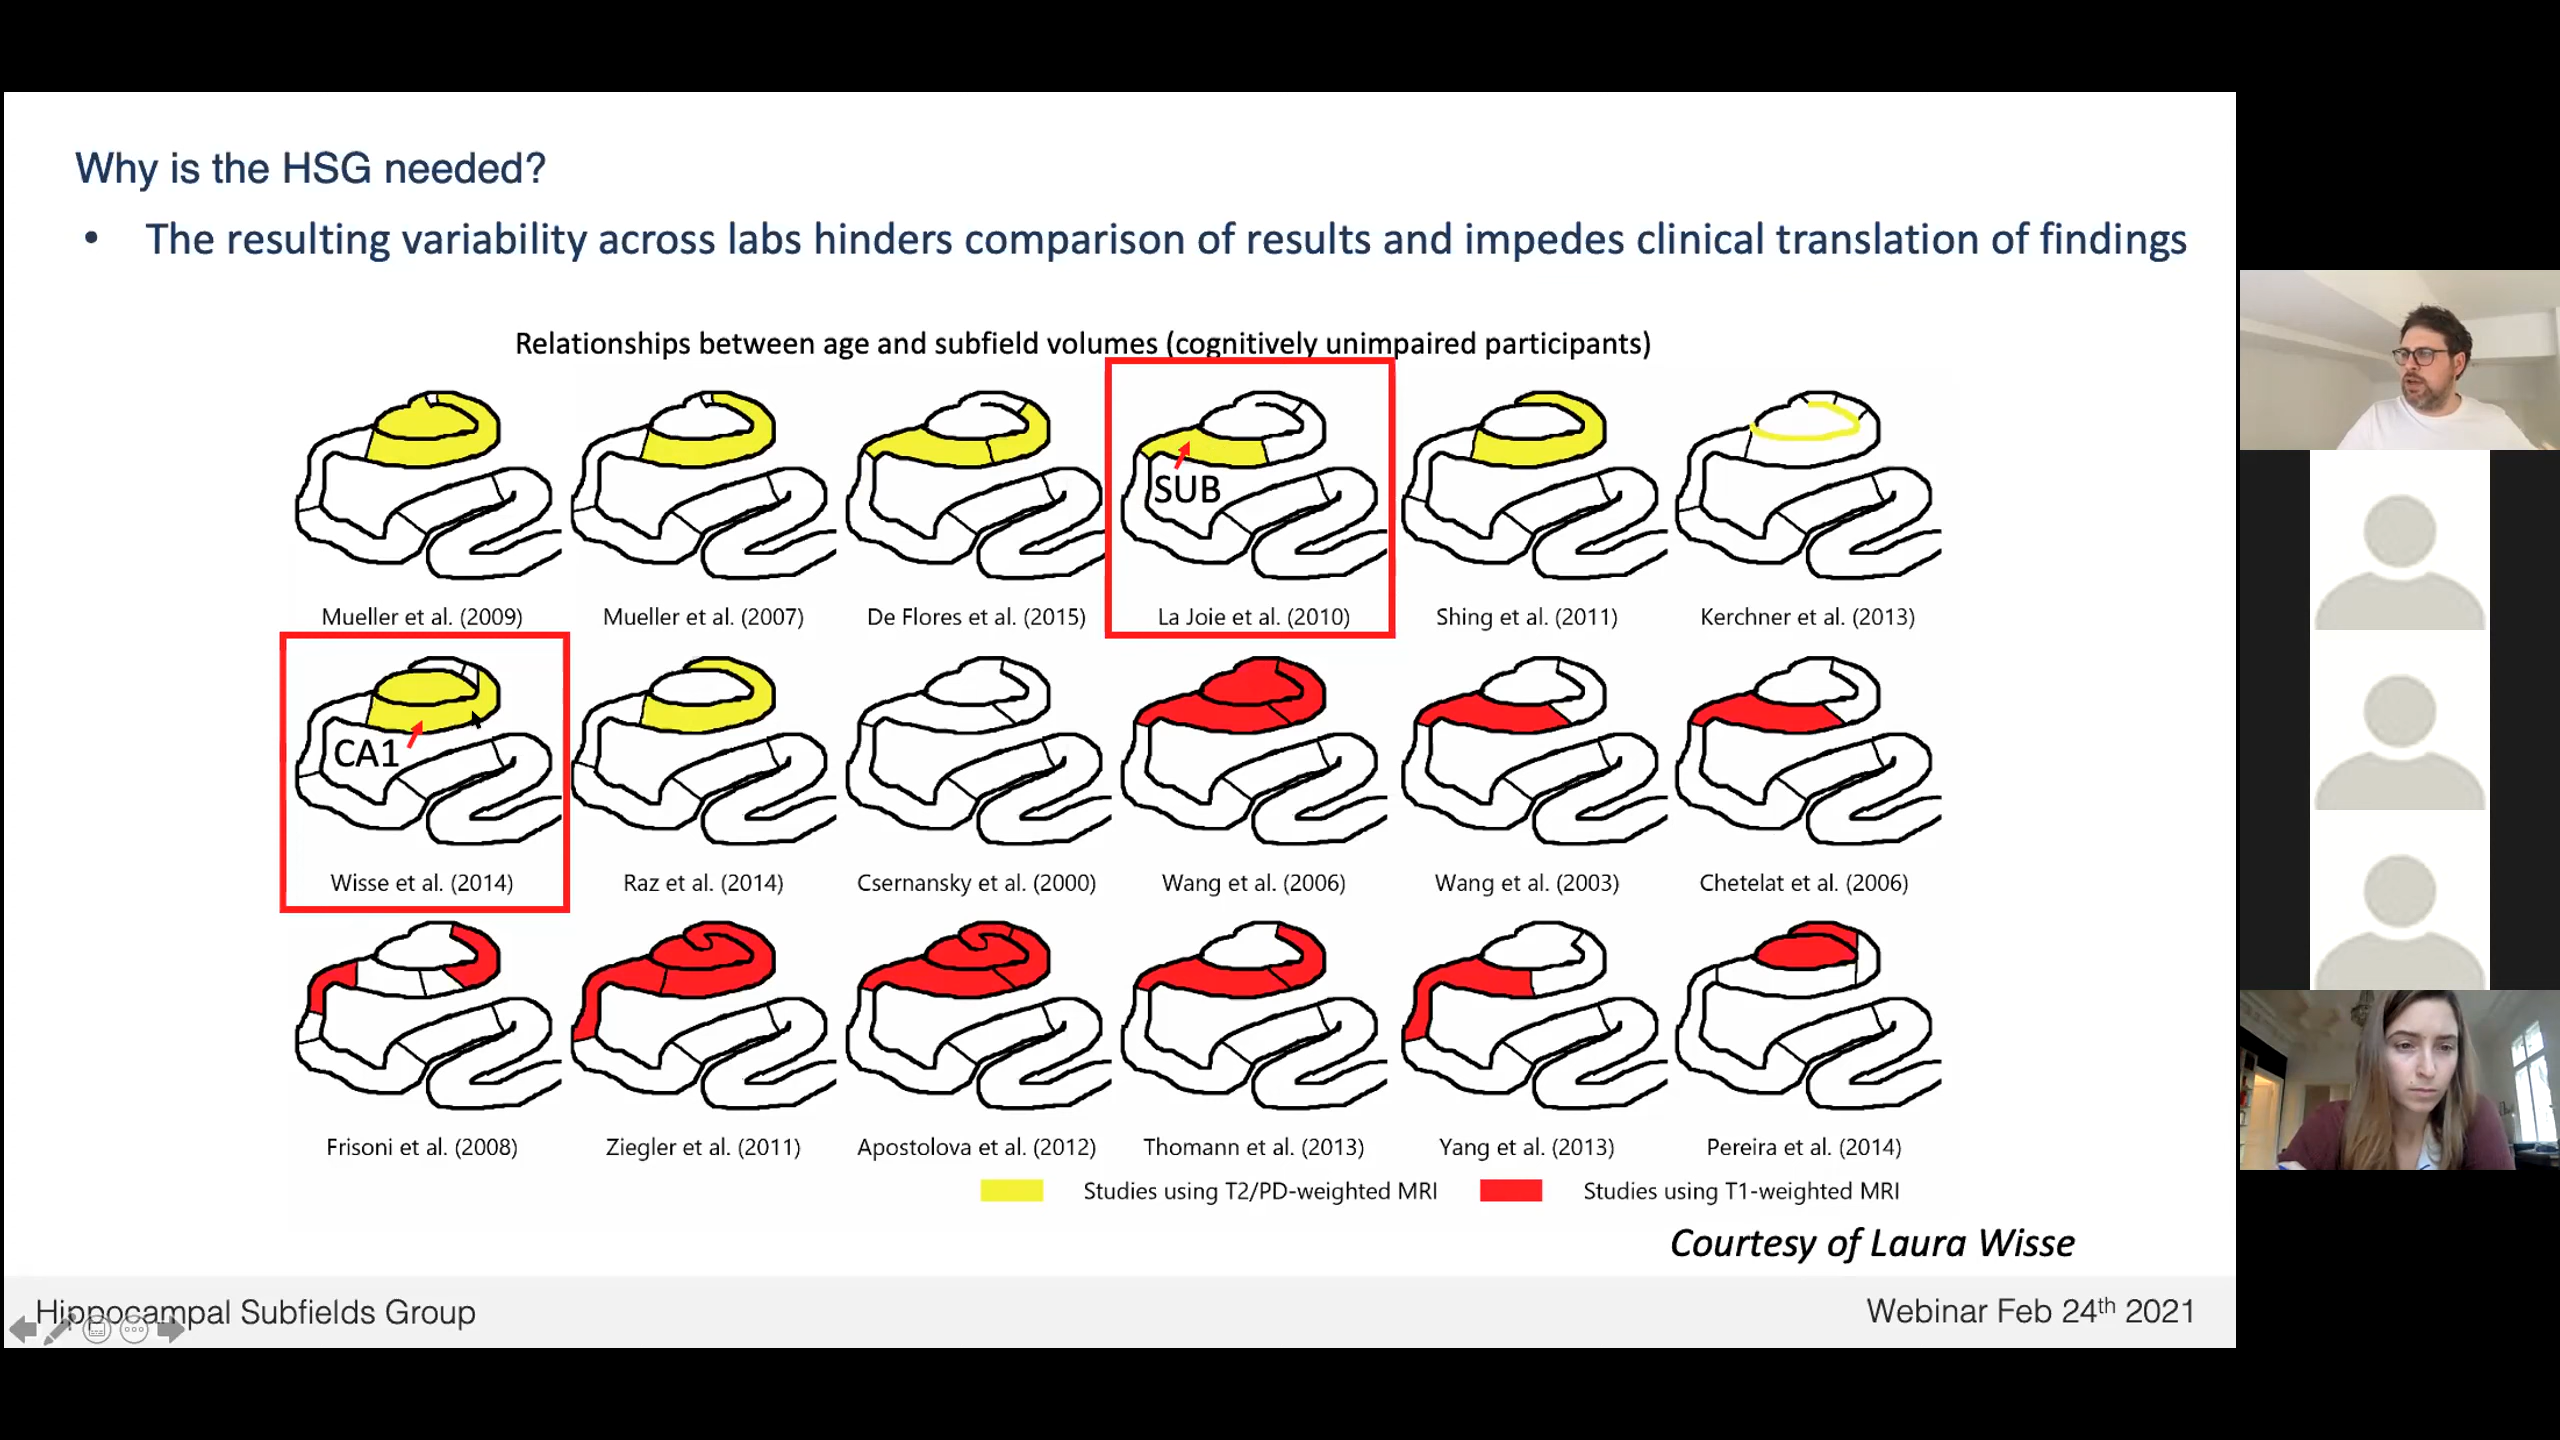 Why is the HSG needed?
• The resulting variability across labs hinders comparison of results and impedes clinical translation of findings
Relationships between age and subfield volumes (cognitively unimpaired participants)
SUB
Mueller et al. (2009) Mueller et al. (2007) De Flores et al. (2015) La Joie et al. (2010) Shing et al. (2011) Kerchner et al. (2013)
CA1
Wisse et al. (2014) Raz et al. (2014) Csernansky et al. (2000) Wang et al. (2006) Wang et al. (2003) Chetelat et al. (2006)
Frisoni et al. (2008) Ziegler et al. (2011) Apostolova et al. (2012) Thomann et al. (2013) Yang et al. (2013) Pereira et al. (2014)
Studies using T2/PD-weighted MRI Studies using T1-weighted MRI
Courtesy of Laura Wisse
Hippocampal Subfields Group Webinar Feb 24th 2021